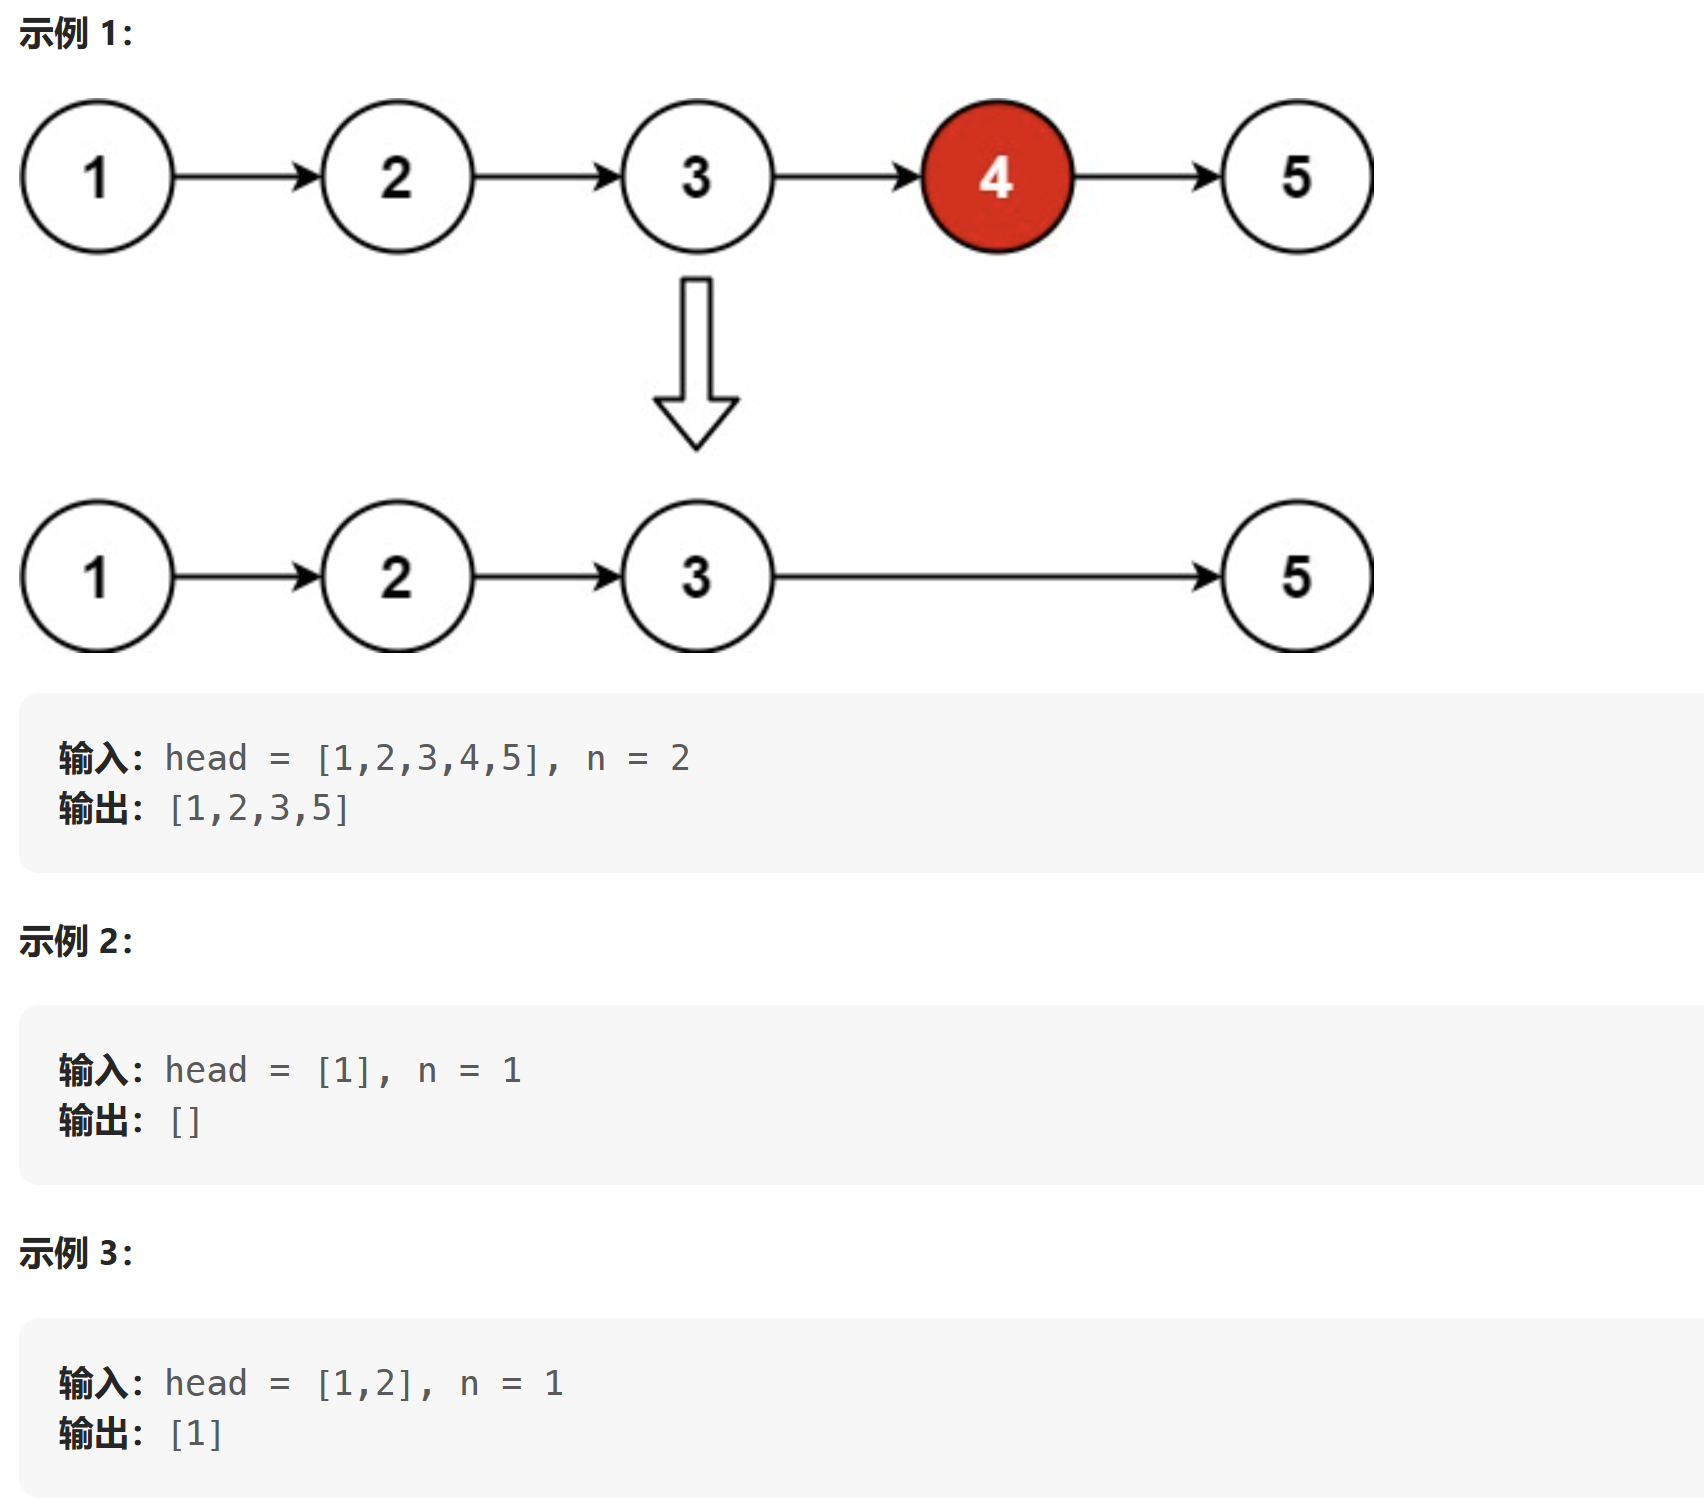 示例 1:
1 2 3 4 5
1 2 3 5
输入: head = [1,2,3,4,5], n = 2
输出: [1,2,3,5]
示例 2:
输入: head = [1], n = 1
输出: []
示例 3:
输入: head = [1,2], n = 1
输出: [1]